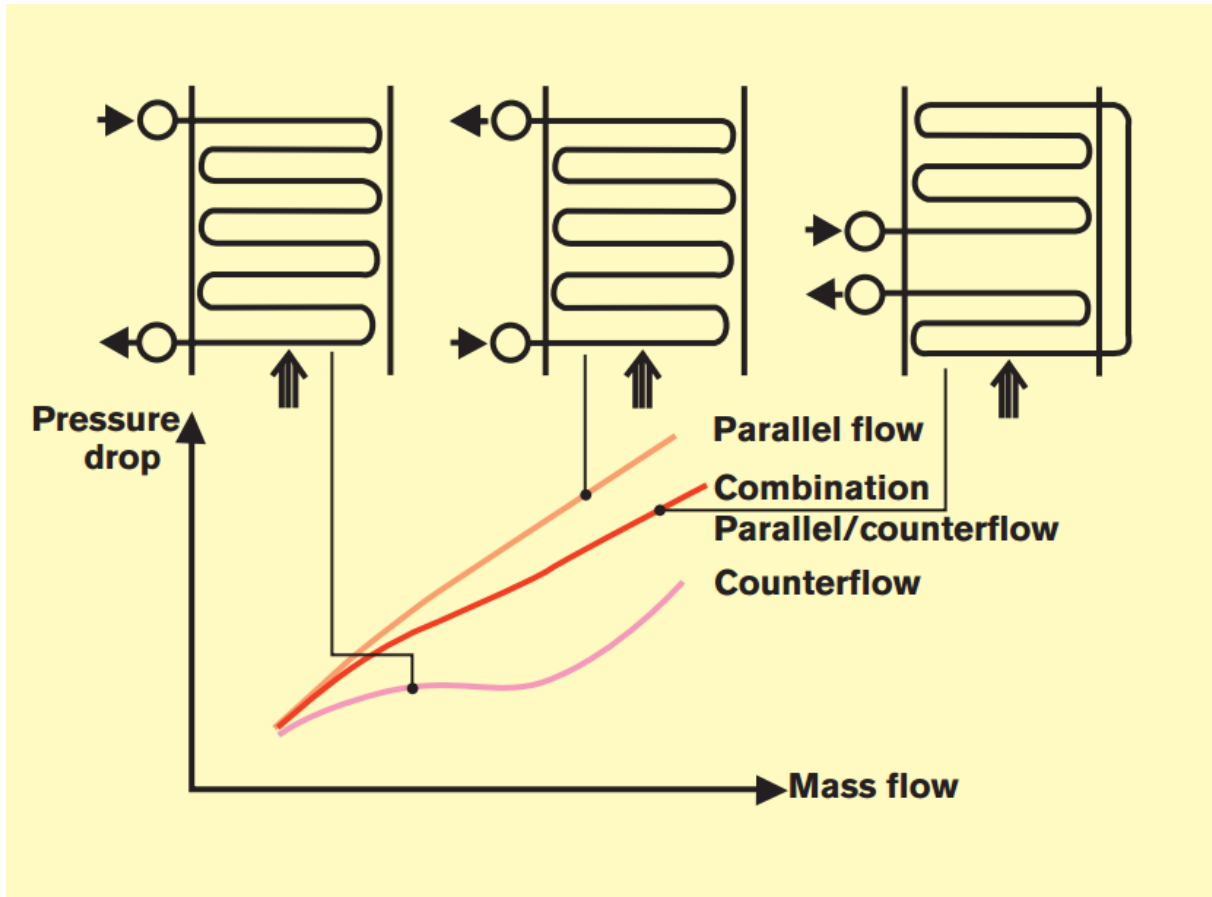 Pressure
drop
Parallel flow
Combination
Parallel/counterflow
Counterflow
Mass flow